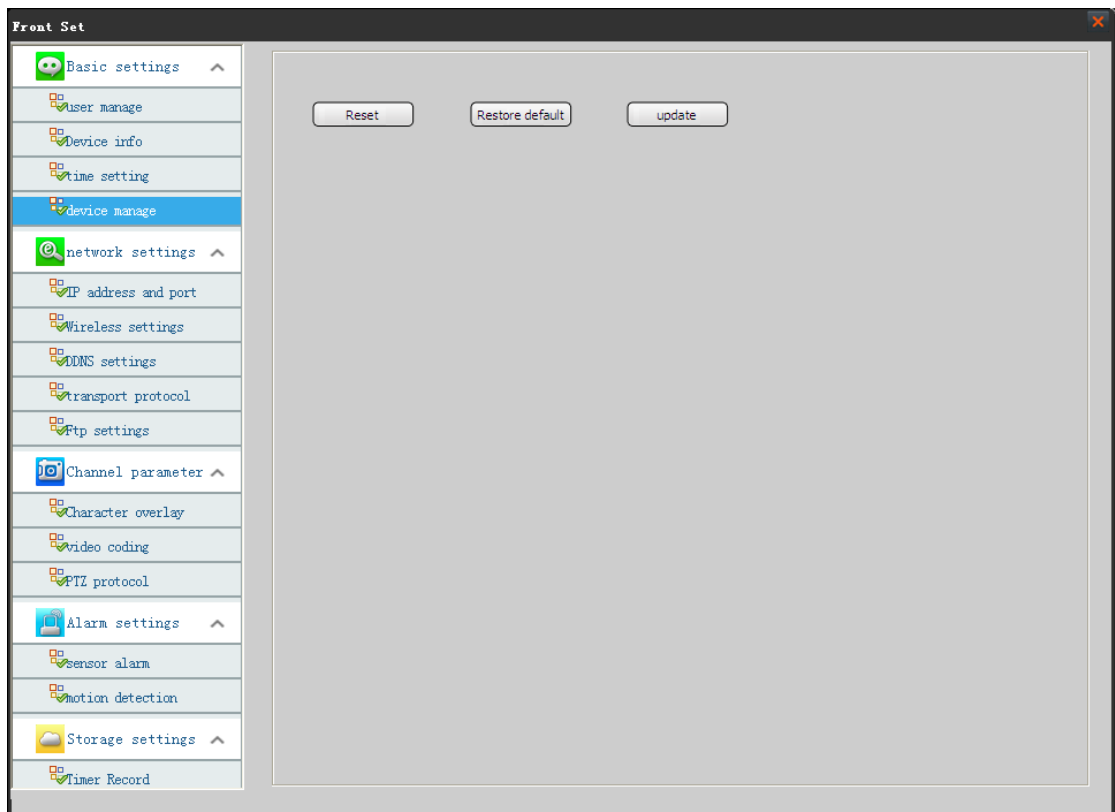 Front Set
Basic settings
user manage
Device info
time setting
device manage
network settings
IP address and port
Wireless settings
DDNS settings
transport protocol
Ftp settings
Channel parameter
Character overlay
video coding
PTZ protocol
Alarm settings
sensor alarm
motion detection
Storage settings
Timer Record
Reset Restore default update